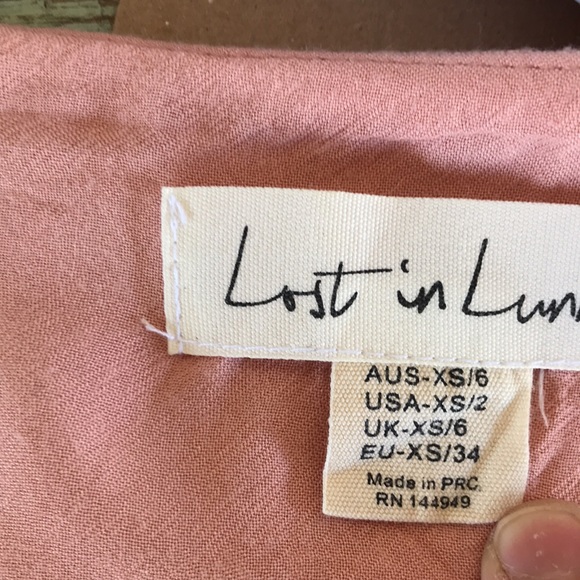 Lost in
AUS-XS/6
USA-XS/2
UK-XS/6
EU-XS/34
Made in PRC
RN 144949